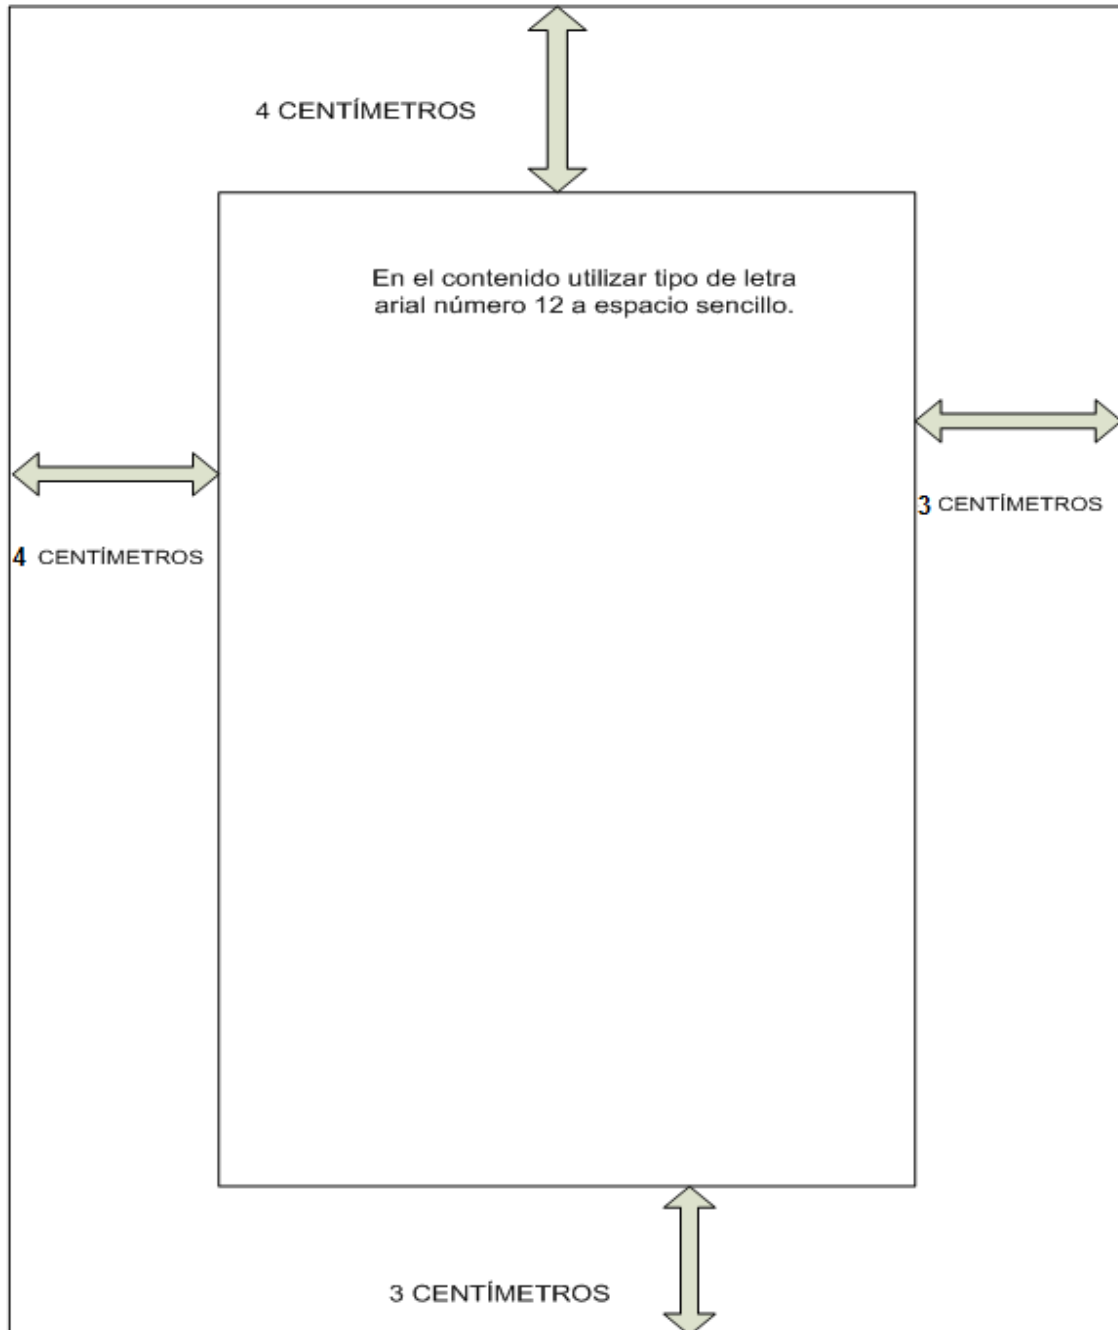 4 CENTÍMETROS
En el contenido utilizar tipo de letra
arial número 12 a espacio sencillo.
3 CENTÍMETROS
4 CENTÍMETROS
3 CENTÍMETROS